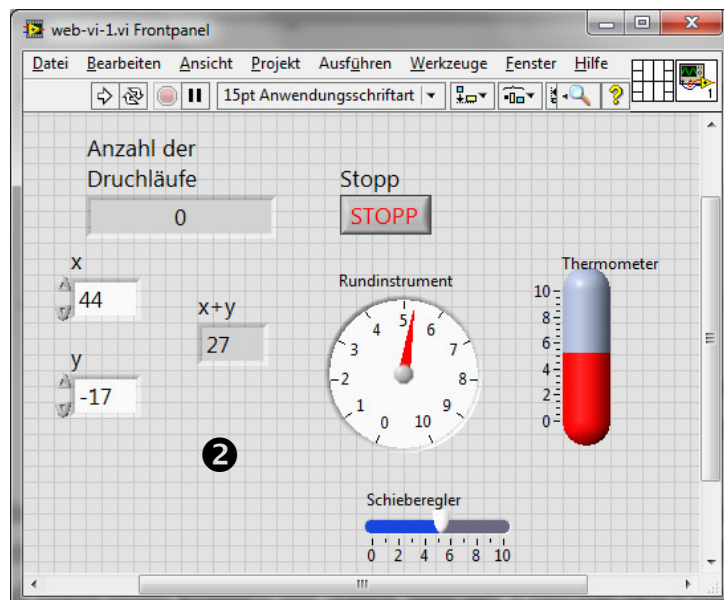 web-vi-1.vi Frontpanel
Datei Bearbeiten Ansicht Projekt Ausführen Werkzeuge Fenster Hilfe
15pt Anwendungsschriftart
?
1
Anzahl der
Druchläufe
0
Stopp
STOPP
x
44
x+y
27
y
-17
Rundinstrument
0 1 2 3 4 5 6 7 8 9 10
Thermometer
10
8
6
4
2
0
❷
Schieberegler
0 2 4 6 8 10